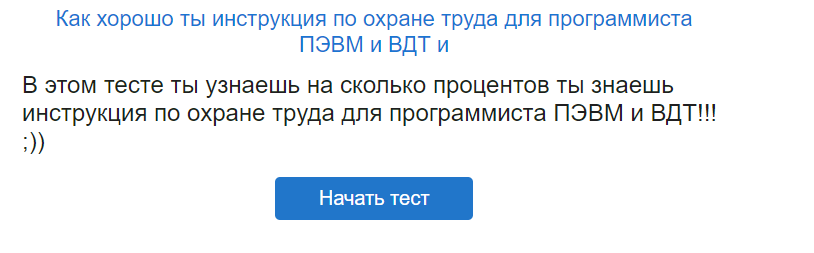 Как хорошо ты инструкция по охране труда для программиста
ПЭВМ и ВДТ и
В этом тесте ты узнаешь на сколько процентов ты знаешь
инструкция по охране труда для программиста ПЭВМ и ВДТ!!!
;))
Начать тест